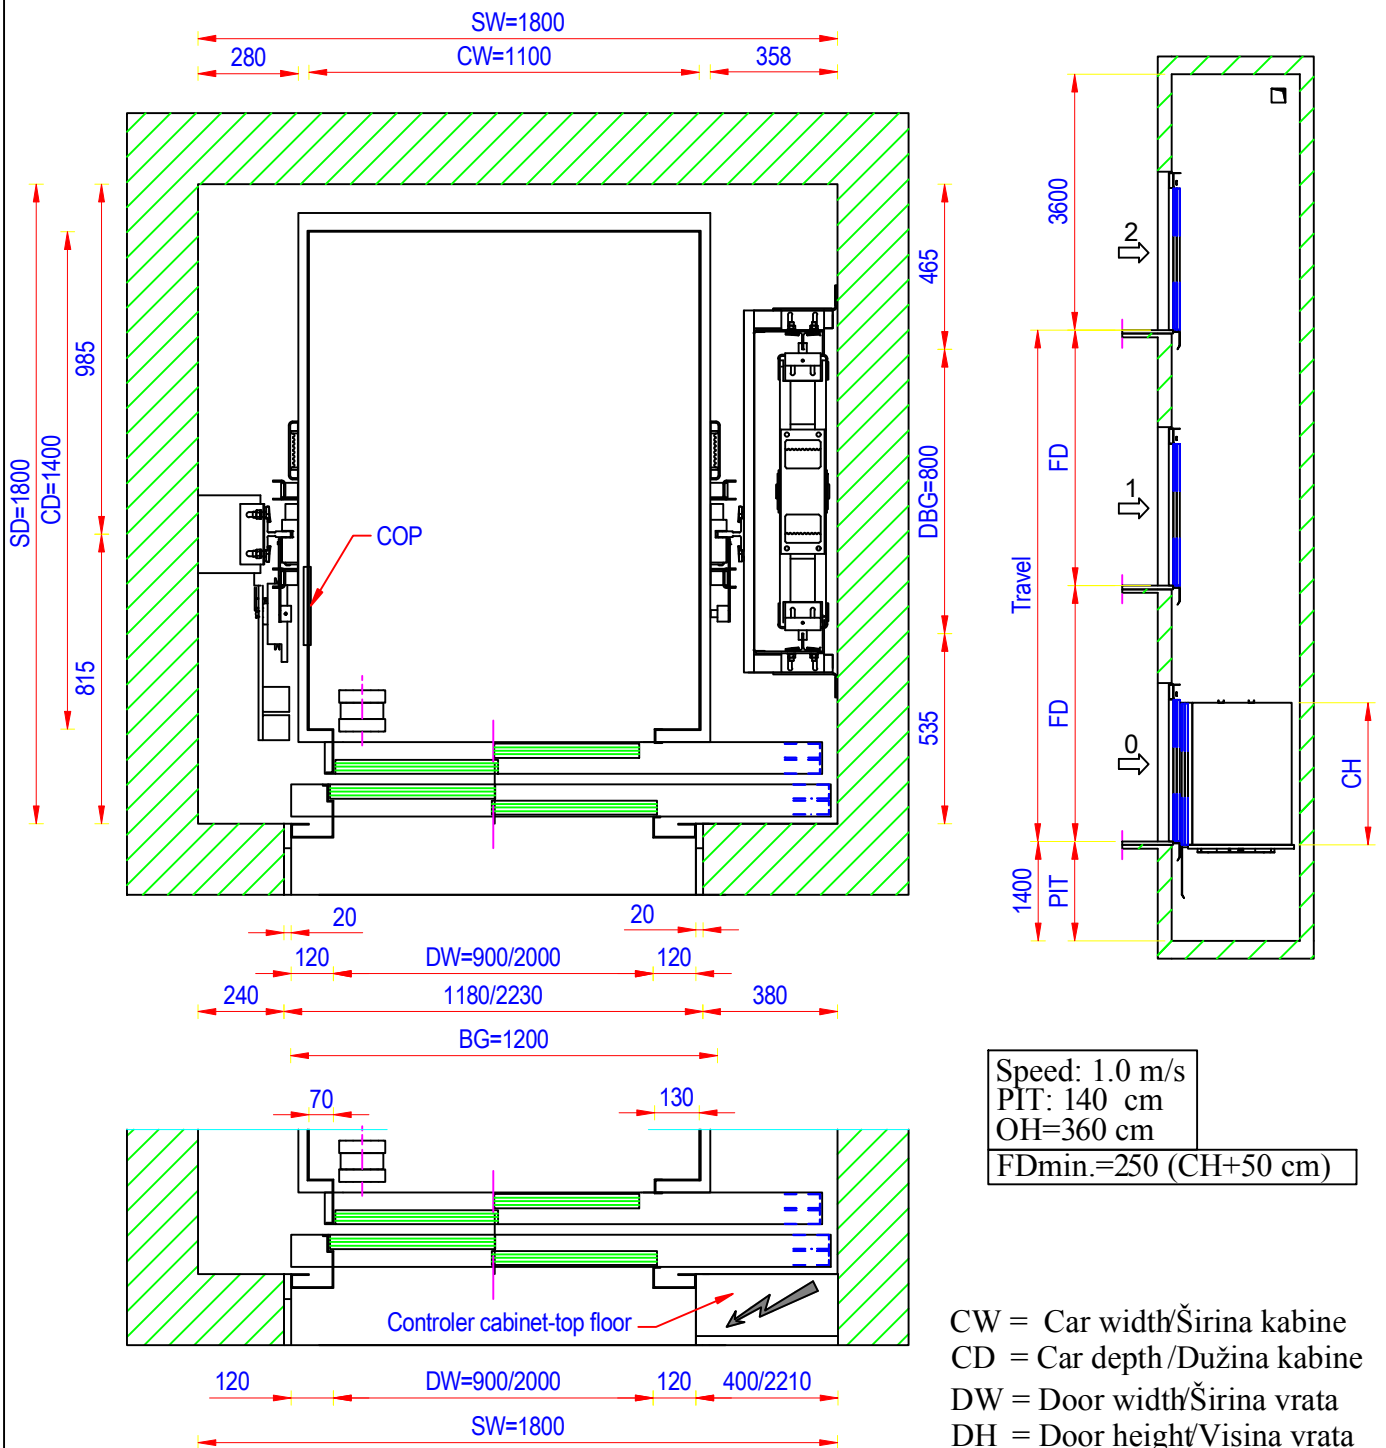 SW=1800
280
CW=1100
358
SD=1800
CD=1400
985
815
COP
465
DBG=800
535
3600
2
1
0
Travel
FD
FD
CH
1400
PIT
20
20
120
DW=900/2000
120
240
1180/2230
380
BG=1200
70
130
Speed: 1.0 m/s
PIT: 140 cm
OH=360 cm
FDmin.=250 (CH+50 cm)
Controler cabinet-top floor
120
DW=900/2000
120
400/2210
SW=1800
CW = Car width/Širina kabine
CD = Car depth/Dužina kabine
DW = Door width/Širina vrata
DH = Door height/Visina vrata